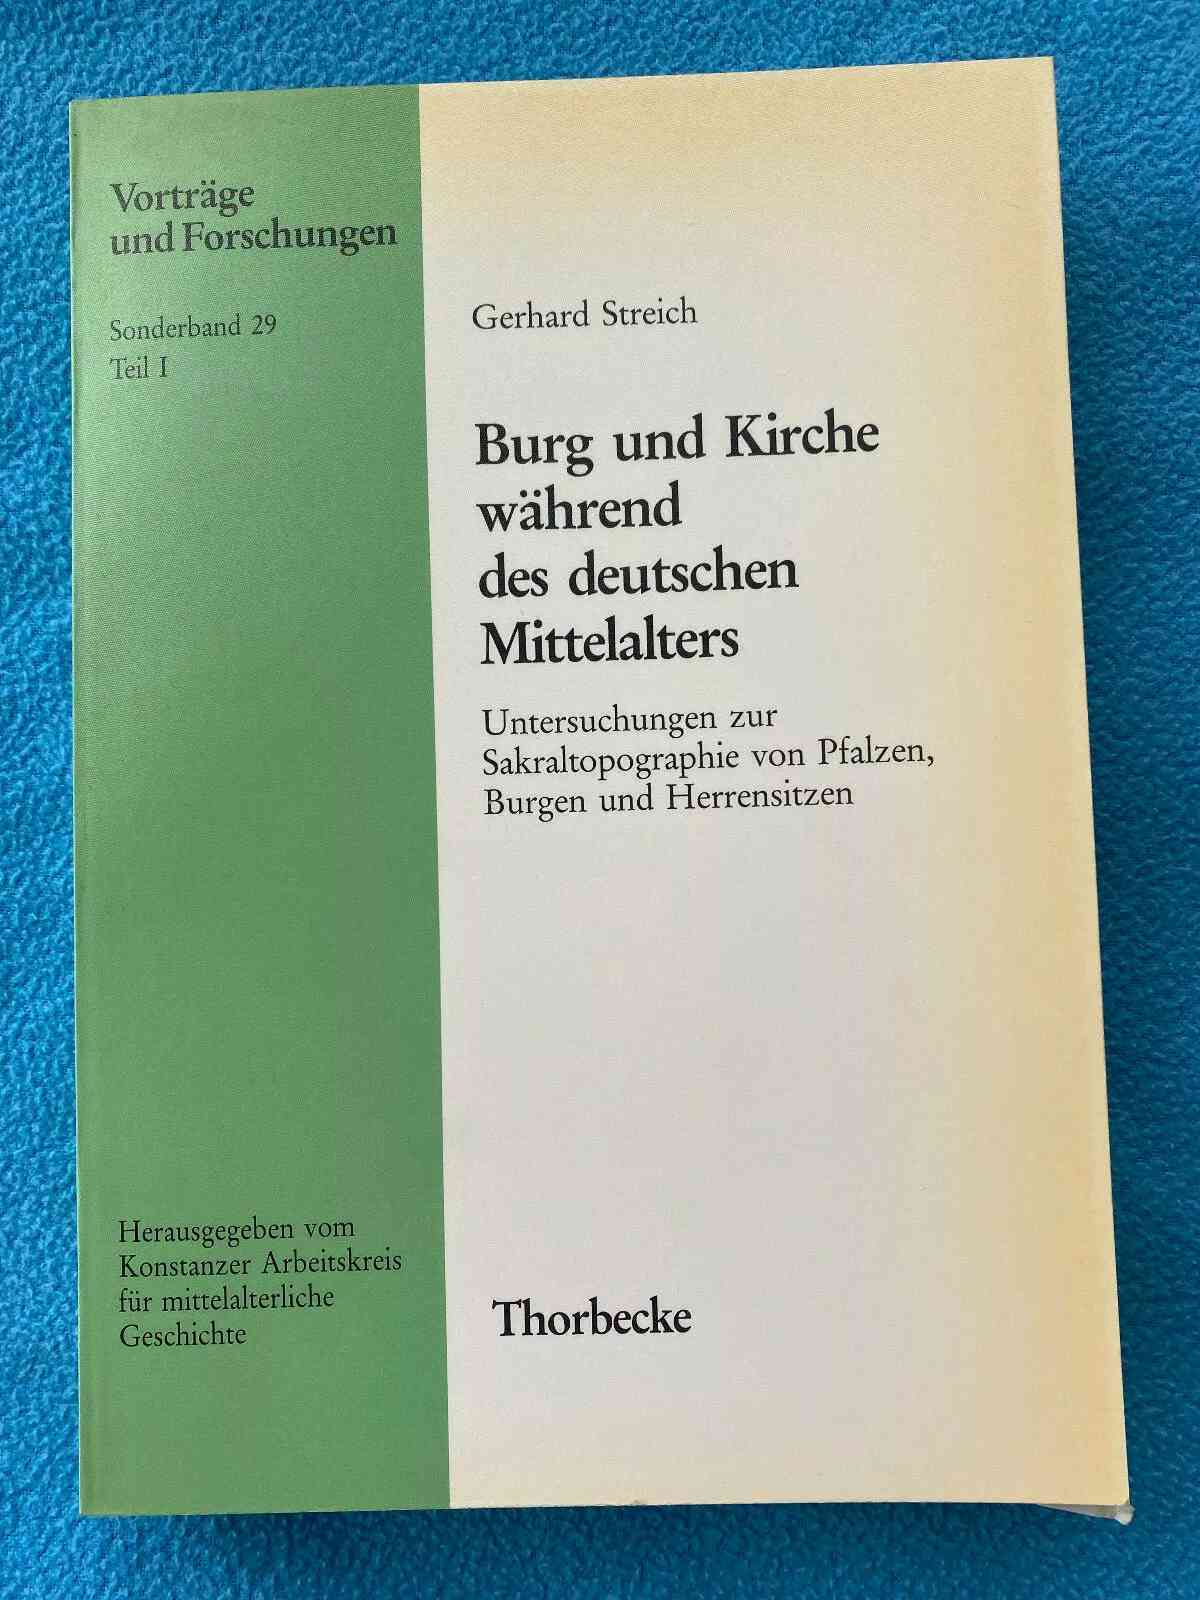 Vorträge
und Forschungen
Sonderband 29
Teil I
Herausgegeben vom
Konstanzer Arbeitskreis
für mittelalterliche
Geschichte
Gerhard Streich
Burg und Kirche
während
des deutschen
Mittelalters
Untersuchungen zur
Sakraltopographie von Pfalzen,
Burgen und Herrensitzen
Thorbecke